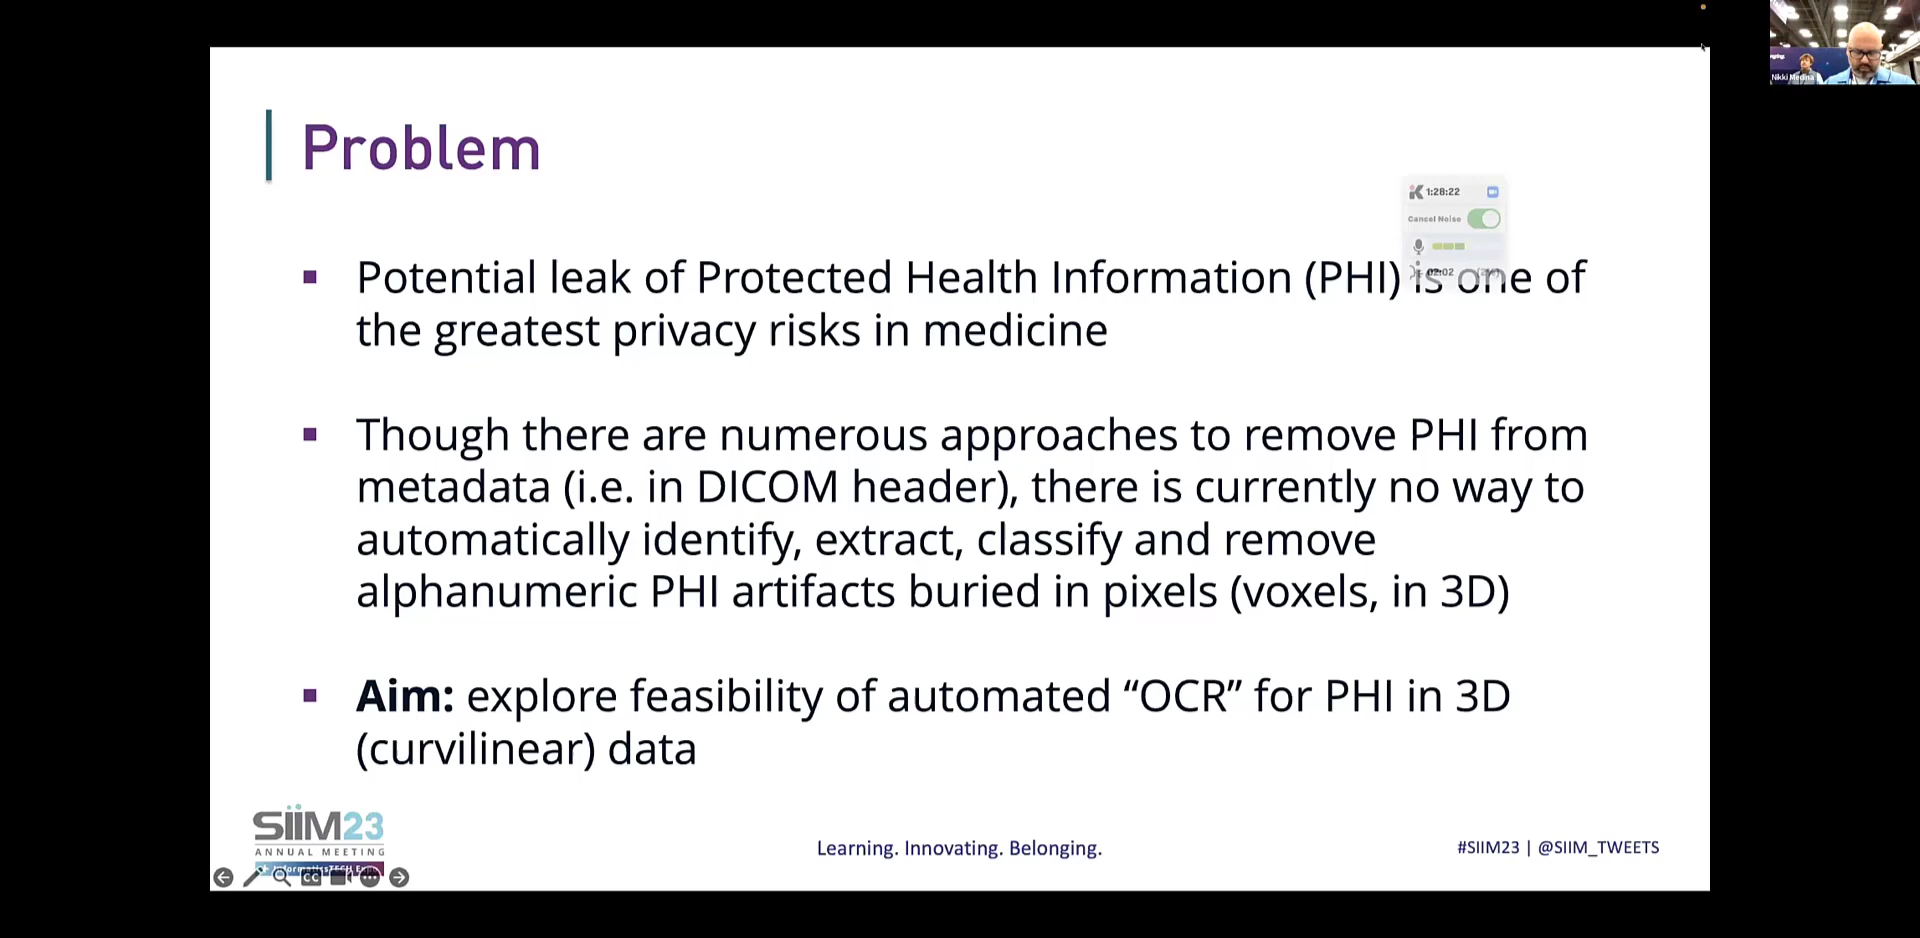 Problem
1:28:22
Cancel Noise
02:02
Potential leak of Protected Health Information (PHI) is one of
the greatest privacy risks in medicine
Though there are numerous approaches to remove PHI from
metadata (i.e. in DICOM header), there is currently no way to
automatically identify, extract, classify and remove
alphanumeric PHI artifacts buried in pixels (voxels, in 3D)
Aim: explore feasibility of automated “OCR” for PHI in 3D
(curvilinear) data
SiiM23
ANNUAL MEETING
CC
Learning. Innovating. Belonging.
#SIIM23 | @SIIM_TWEETS
Nikki Medina